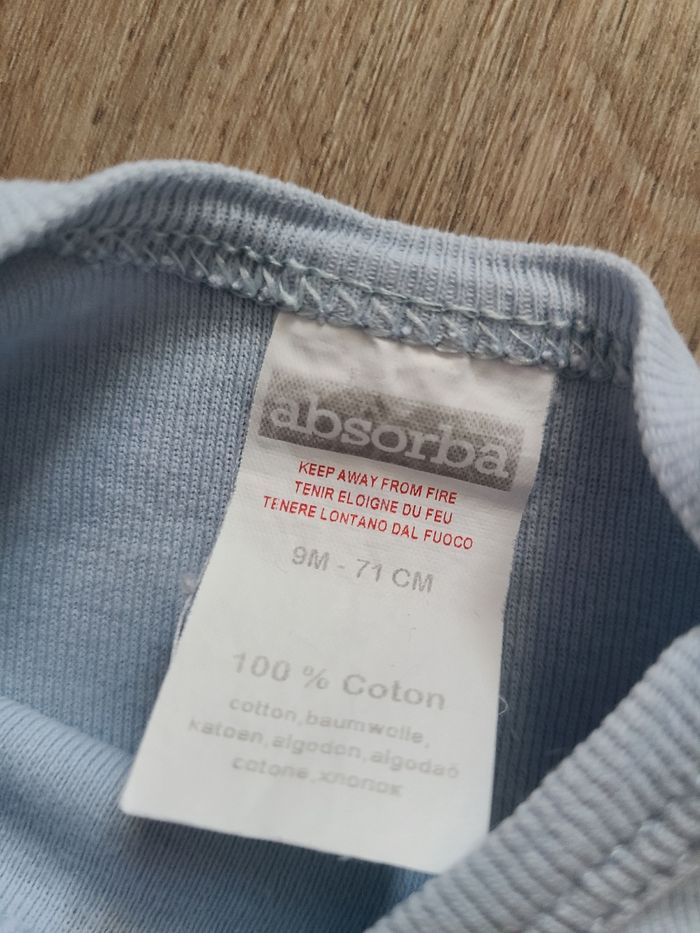 absorba
KEEP AWAY FROM FIRE
TENIR ELOIGNE DU FEU
TENERE LONTANO DAL FUOCO
9M - 71 CM
100 % Coton
cotton,baumwolle,
katoen,algodon,algodaõ
cotone,хлопок